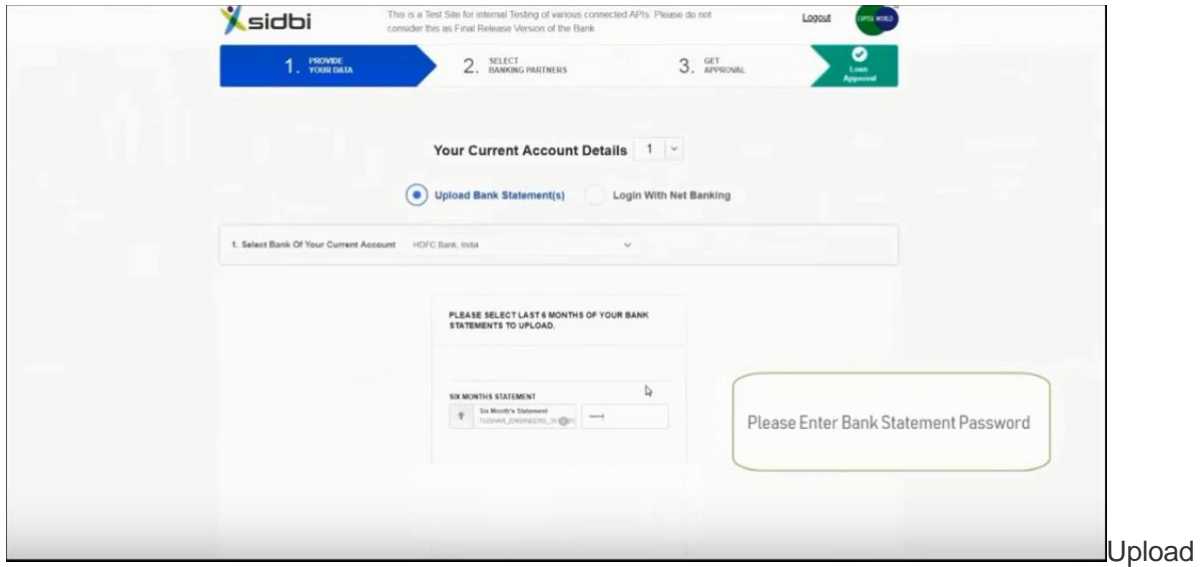 sidbi
This is a Test Site for internal Testing of various connected APIs. Please do not
consider this as Final Release Version of the Bank
Logout
CAPITA WORLD
1. PROVIDE
YOUR DATA
2. SELECT
BANKING PARTNERS
3. GET
APPROVAL
Loan
Approval
Your Current Account Details 1
Upload Bank Statement(s) Login With Net Banking
1. Select Bank Of Your Current Account HDFC Bank, India
PLEASE SELECT LAST 6 MONTHS OF YOUR BANK
STATEMENTS TO UPLOAD.
SIX MONTHS STATEMENT
Six Month's Statement
Please Enter Bank Statement Password
Upload